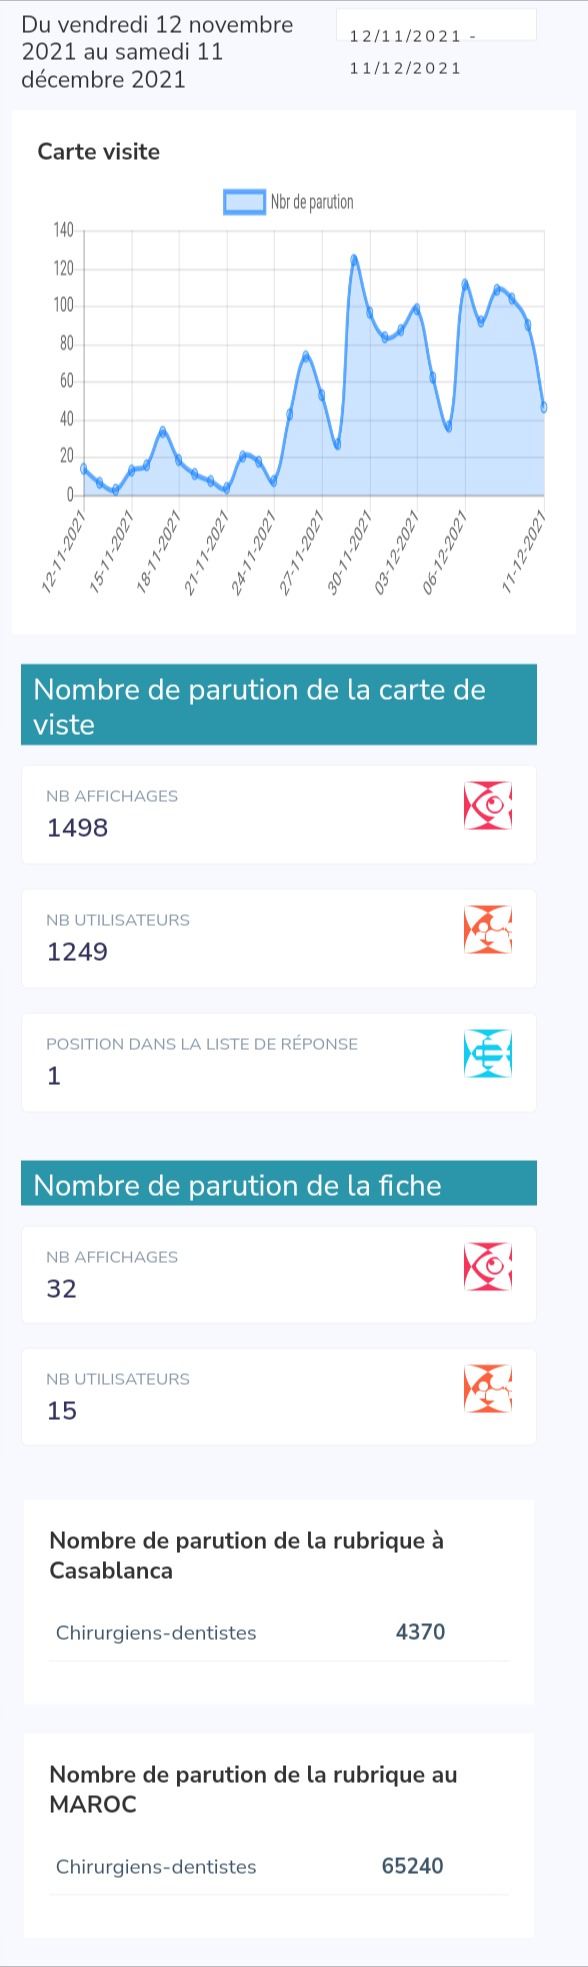 Du vendredi 12 novembre
2021 au samedi 11
décembre 2021
12/11/2021 -
11/12/2021
Carte visite
Nbr de parution
140
120
100
80
60
40
20
0
12-11-2021
15-11-2021
18-11-2021
21-11-2021
24-11-2021
27-11-2021
30-11-2021
03-12-2021
06-12-2021
11-12-2021
Nombre de parution de la carte de
viste
NB AFFICHAGES
1498
NB UTILISATEURS
1249
POSITION DANS LA LISTE DE RÉPONSE
1
Nombre de parution de la fiche
NB AFFICHAGES
32
NB UTILISATEURS
15
Nombre de parution de la rubrique à
Casablanca
Chirurgiens-dentistes 4370
Nombre de parution de la rubrique au
MAROC
Chirurgiens-dentistes 65240